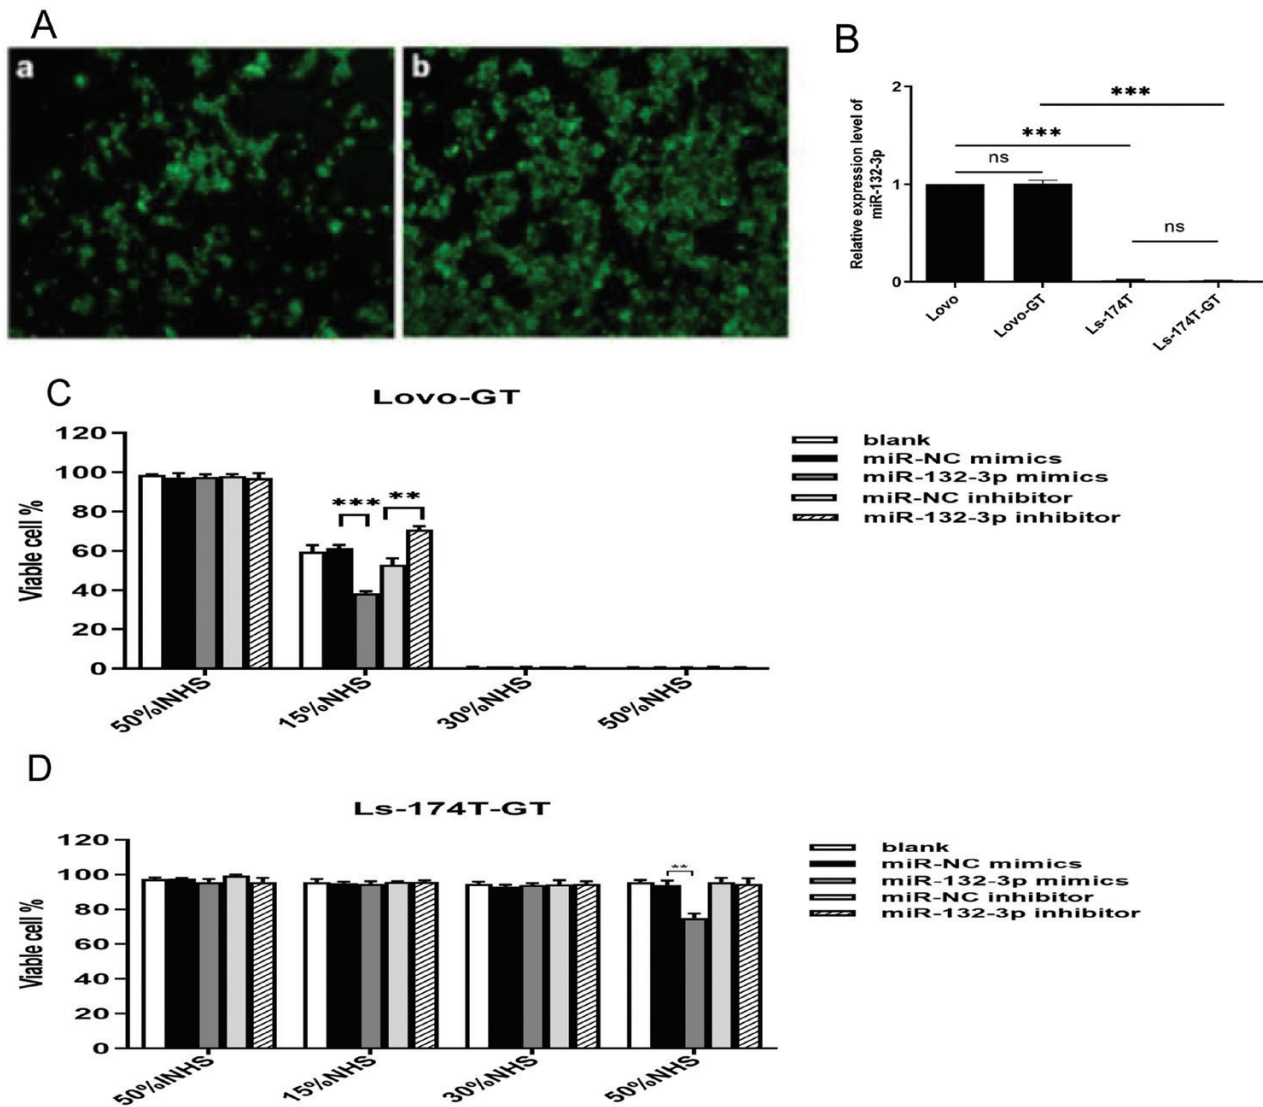 A
a
b
B
Relative expression level of
miR-132-3p
2
1
0
***
***
ns
ns
Lovo
Lovo-GT
Ls-174T
Ls-174T-GT
C
Lovo-GT
Viable cell %
120
100
80
60
40
20
0
***
**
50%INHS
15%NHS
30%NHS
50%NHS
blank
miR-NC mimics
miR-132-3p mimics
miR-NC inhibitor
miR-132-3p inhibitor
D
Ls-174T-GT
Viable cell %
120
100
80
60
40
20
0
**
50%INHS
15%NHS
30%NHS
50%NHS
blank
miR-NC mimics
miR-132-3p mimics
miR-NC inhibitor
miR-132-3p inhibitor